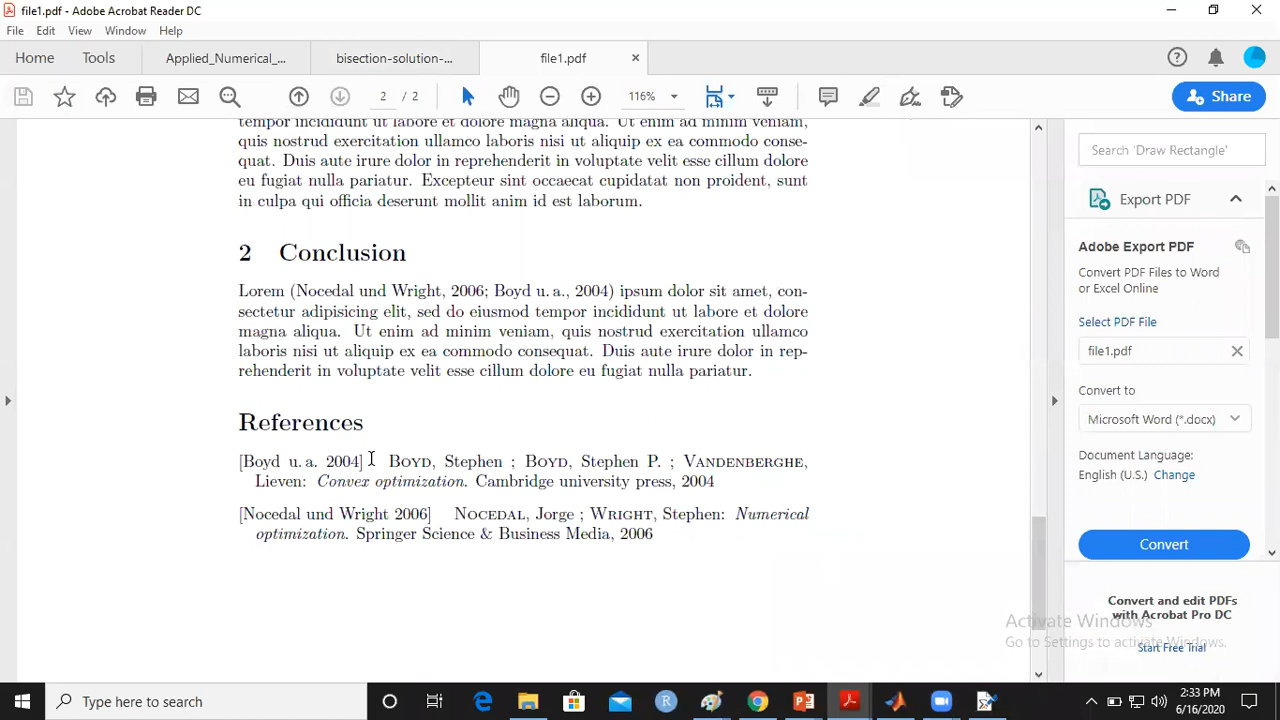 file1.pdf - Adobe Acrobat Reader DC
File Edit View Window Help
Home Tools Applied_Numerical_... bisection-solution-... file1.pdf
2 / 2 116% Share
tempor incididunt ut labore et dolore magna aliqua. Ut enim ad minim veniam,
quis nostrud exercitation ullamco laboris nisi ut aliquip ex ea commodo conse-
quat. Duis aute irure dolor in reprehenderit in voluptate velit esse cillum dolore
eu fugiat nulla pariatur. Excepteur sint occaecat cupidatat non proident, sunt
in culpa qui officia deserunt mollit anim id est laborum.
2 Conclusion
Lorem (Nocedal und Wright, 2006; Boyd u. a., 2004) ipsum dolor sit amet, con-
sectetur adipisicing elit, sed do eiusmod tempor incididunt ut labore et dolore
magna aliqua. Ut enim ad minim veniam, quis nostrud exercitation ullamco
laboris nisi ut aliquip ex ea commodo consequat. Duis aute irure dolor in rep-
rehenderit in voluptate velit esse cillum dolore eu fugiat nulla pariatur.
References
[Boyd u. a. 2004] BOYD, Stephen ; BOYD, Stephen P. ; VANDENBERGHE,
Lieven: Convex optimization. Cambridge university press, 2004
[Nocedal und Wright 2006] NOCEDAL, Jorge ; WRIGHT, Stephen: Numerical
optimization. Springer Science & Business Media, 2006
Search 'Draw Rectangle'
Export PDF
Adobe Export PDF
Convert PDF Files to Word
or Excel Online
Select PDF File
file1.pdf
Convert to
Microsoft Word (*.docx)
Document Language:
English (U.S.) Change
Convert
Convert and edit PDFs
with Acrobat Pro DC
Start Free Trial
Activate Windows
Go to Settings to activate Windows.
Type here to search
2:33 PM
6/16/2020